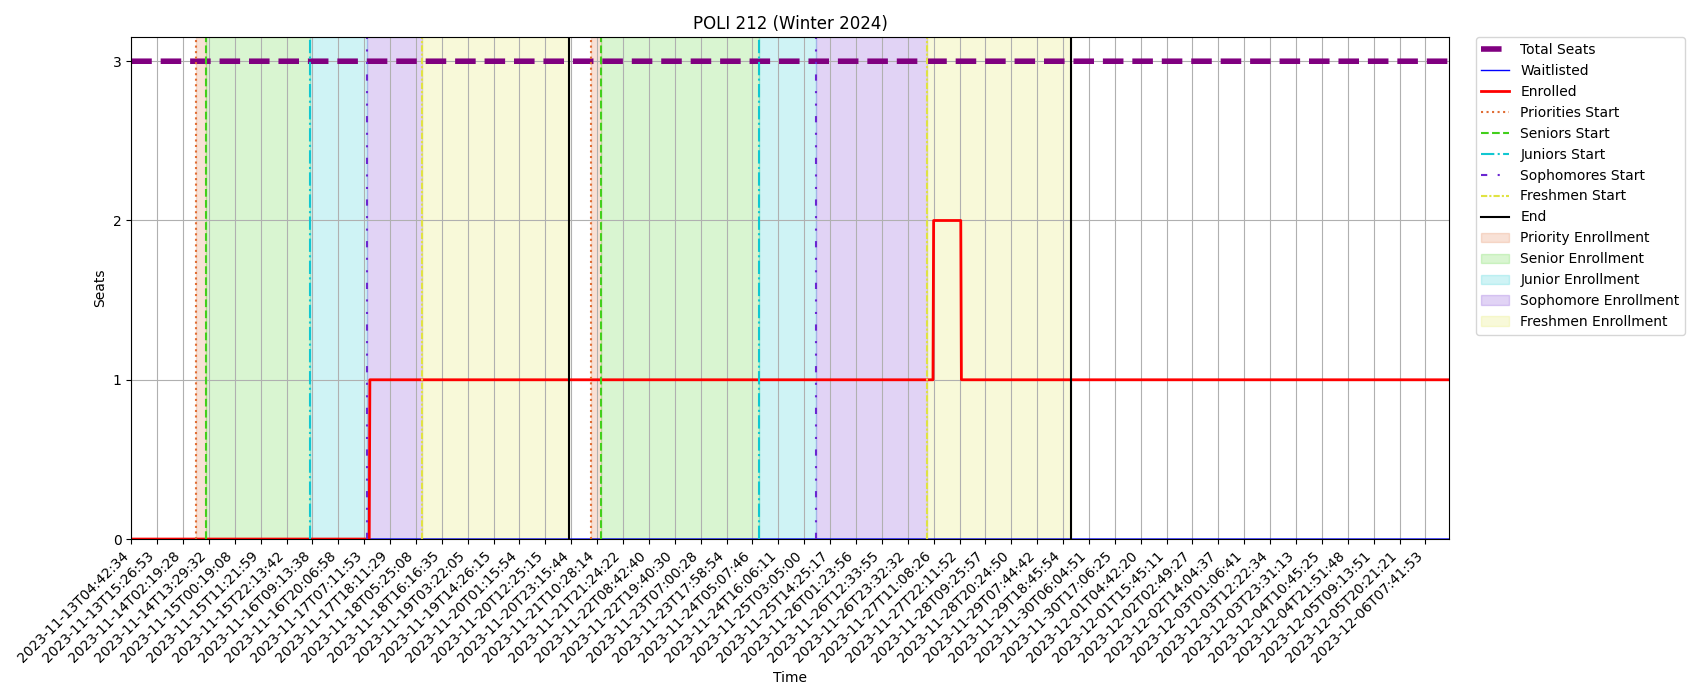 POLI 212 (Winter 2024)
3
2
1
0
Seats
2023-11-13T04:42:34
2023-11-13T15:26:53
2023-11-14T02:19:28
2023-11-14T13:29:32
2023-11-15T00:19:08
2023-11-15T11:21:59
2023-11-15T22:13:42
2023-11-16T09:13:38
2023-11-16T20:06:58
2023-11-17T07:11:53
2023-11-17T18:11:29
2023-11-18T05:25:08
2023-11-18T16:16:35
2023-11-19T03:22:05
2023-11-19T14:26:15
2023-11-20T01:15:54
2023-11-20T12:25:15
2023-11-20T23:15:44
2023-11-21T10:28:14
2023-11-21T21:24:22
2023-11-22T08:42:40
2023-11-22T19:40:30
2023-11-23T07:00:28
2023-11-23T17:58:54
2023-11-24T05:07:46
2023-11-24T16:06:11
2023-11-25T03:05:00
2023-11-25T14:25:17
2023-11-26T01:23:56
2023-11-26T12:33:55
2023-11-26T23:32:32
2023-11-27T11:08:26
2023-11-27T22:11:52
2023-11-28T09:25:57
2023-11-28T20:24:50
2023-11-29T07:44:42
2023-11-29T18:45:54
2023-11-30T06:04:51
2023-11-30T17:06:25
2023-12-01T04:42:20
2023-12-01T15:45:11
2023-12-02T02:49:27
2023-12-02T14:04:37
2023-12-03T01:06:41
2023-12-03T12:22:34
2023-12-03T23:31:13
2023-12-04T10:45:25
2023-12-04T21:51:48
2023-12-05T09:13:51
2023-12-05T20:21:21
2023-12-06T07:41:53
Time
Total Seats
Waitlisted
Enrolled
Priorities Start
Seniors Start
Juniors Start
Sophomores Start
Freshmen Start
End
Priority Enrollment
Senior Enrollment
Junior Enrollment
Sophomore Enrollment
Freshmen Enrollment